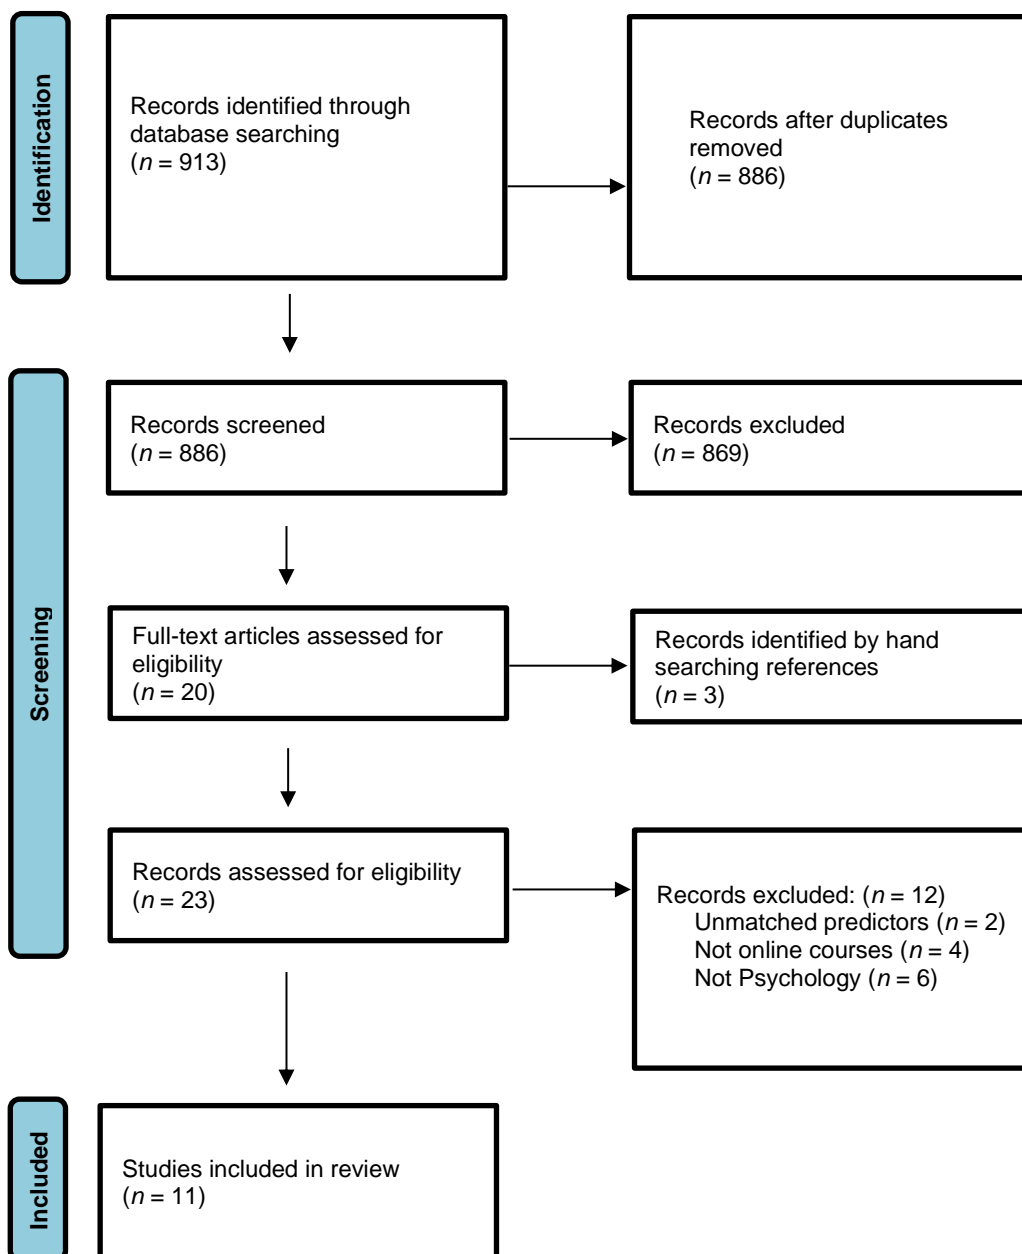 Identification
Records identified through
database searching
(n = 913)
Records after duplicates
removed
(n = 886)
Screening
Records screened
(n = 886)
Records excluded
(n = 869)
Full-text articles assessed for
eligibility
(n = 20)
Records identified by hand
searching references
(n = 3)
Records assessed for eligibility
(n = 23)
Records excluded: (n = 12)
Unmatched predictors (n = 2)
Not online courses (n = 4)
Not Psychology (n = 6)
Included
Studies included in review
(n = 11)